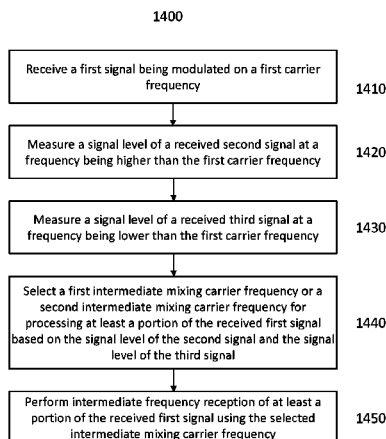 1400
Receive a first signal being modulated on a first carrier
frequency
1410
Measure a signal level of a received second signal at a
frequency being higher than the first carrier frequency
1420
Measure a signal level of a received third signal at a
frequency being lower than the first carrier frequency
1430
Select a first intermediate mixing carrier frequency or a
second intermediate mixing carrier frequency for
processing at least a portion of the received first signal
based on the signal level of the second signal and the signal
level of the third signal
1440
Perform intermediate frequency reception of at least a
portion of the received first signal using the selected
intermediate mixing carrier frequency
1450